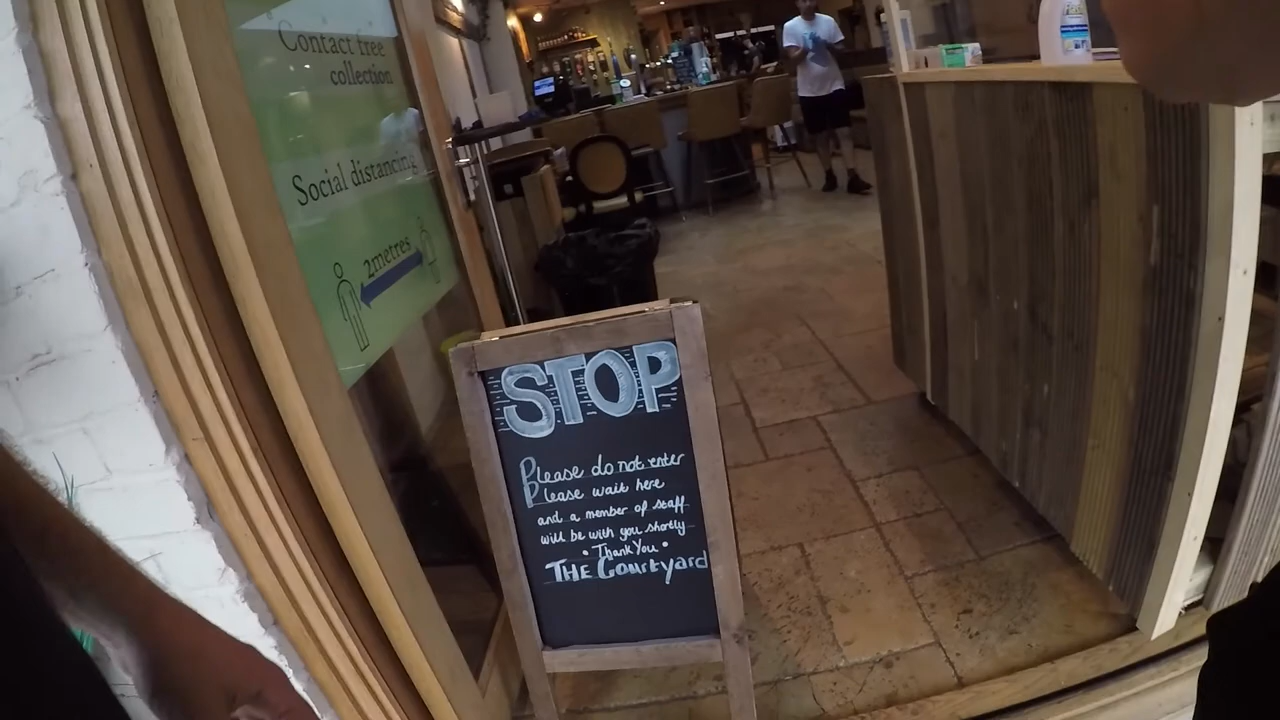 Contact free
collection
Social distancing
2metres
STOP
Please do not enter
Please wait here
and a member of staff
will be with you shortly
• Thank You •
THE Courtyard